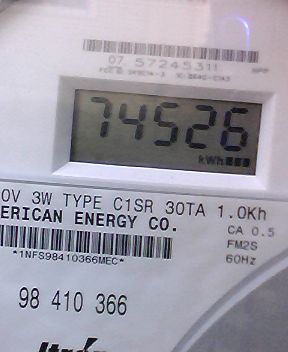 07 57245311
74526
kWh
0V 3W TYPE C1SR 30TA 1.0Kh
ERICAN ENERGY CO.
CA 0.5
FM2S
*1NFS98410366MEC*
60Hz
98 410 366
Itron